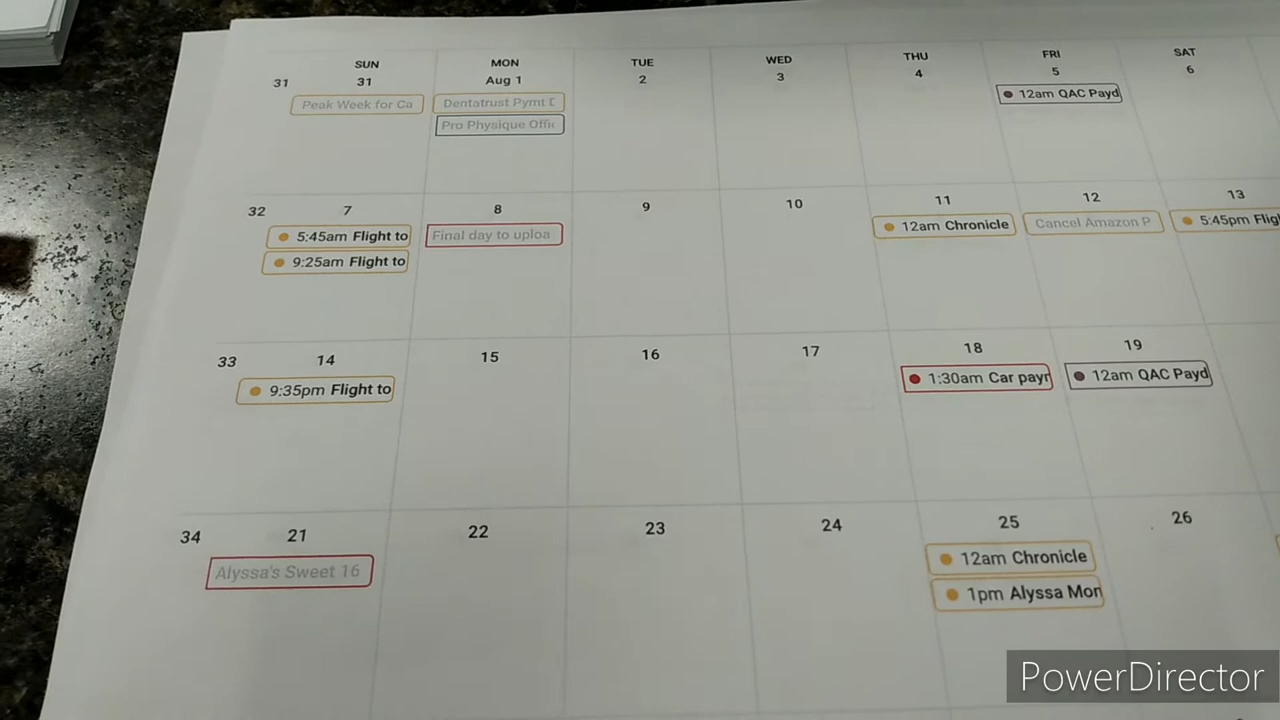 SUN MON TUE WED THU FRI SAT
31 31 Aug 1 2 3 4 5 6
Peak Week for Ca Dentatrust Pymt 12am QAC Payd
Pro Physique Offic
32 7 8 9 10 11 12 13
5:45am Flight to Final day to uploa 12am Chronicle Cancel Amazon P 5:45pm Flig
9:25am Flight to
33 14 15 16 17 18 19
9:35pm Flight to 1:30am Car payr 12am QAC Payd
34 21 22 23 24 25 26
Alyssa's Sweet 16 12am Chronicle
1pm Alyssa Mor
PowerDirector